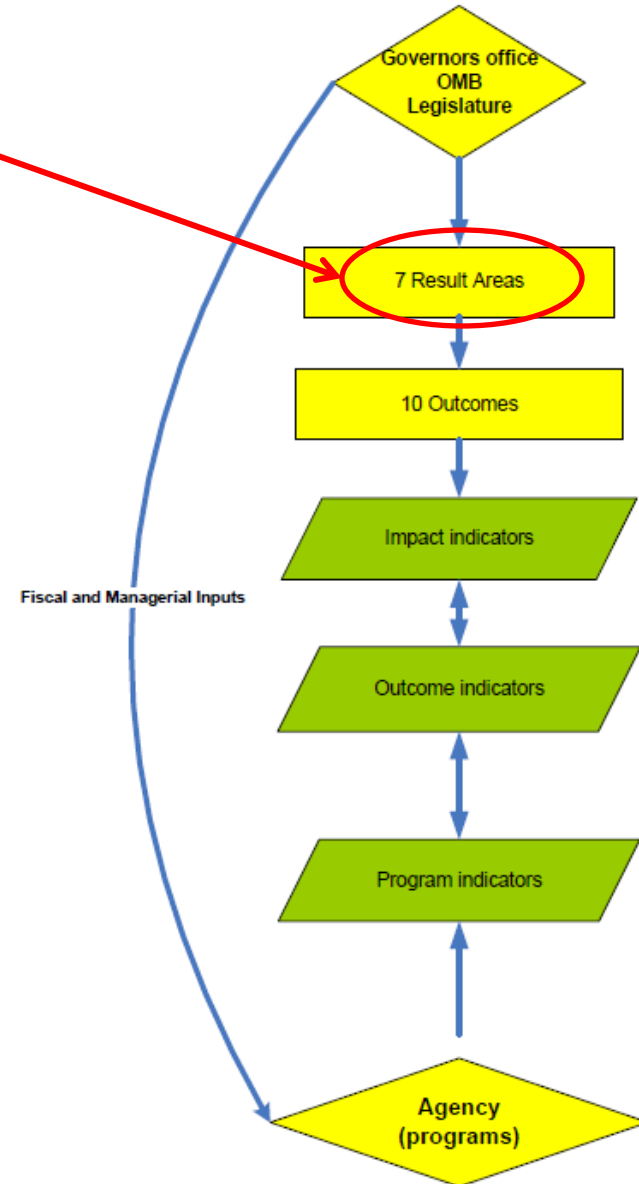 Governors office
OMB
Legislature
7 Result Areas
10 Outcomes
Impact indicators
Fiscal and Managerial Inputs
Outcome indicators
Program indicators
Agency
(programs)